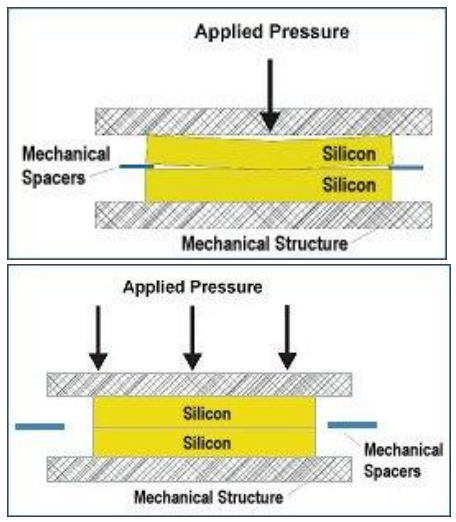 Applied Pressure
Mechanical
Spacers
Silicon
Silicon
Mechanical Structure
Applied Pressure
Silicon
Silicon
Mechanical
Spacers
Mechanical Structure